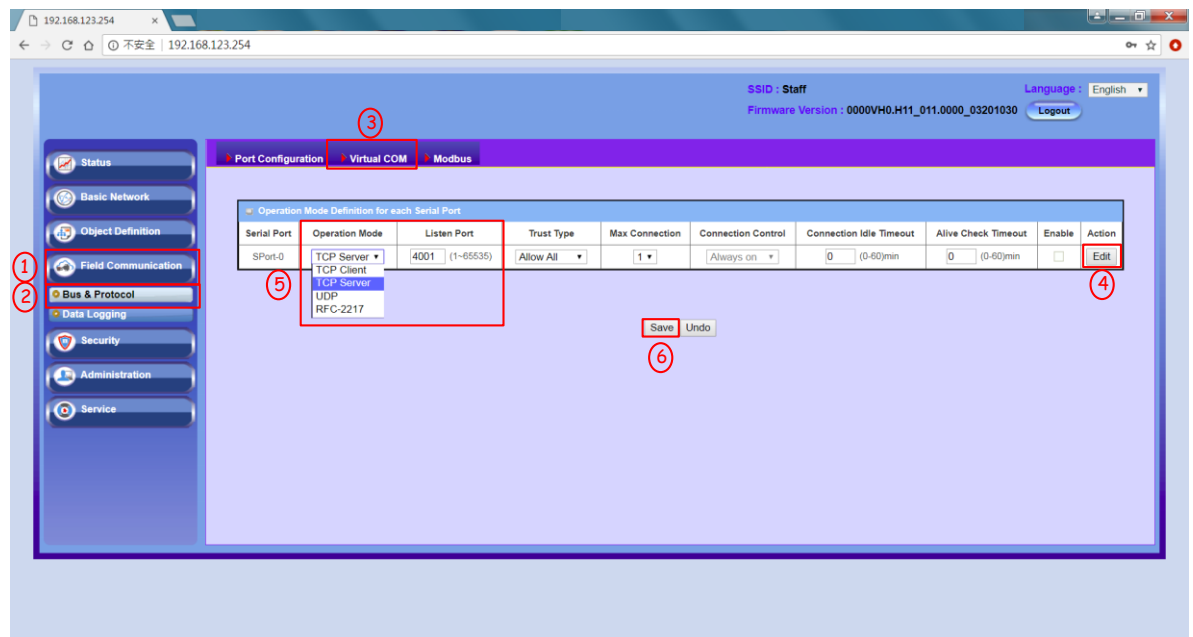 192.168.123.254
不安全 192.168.123.254
SSID : Staff
Language : English
Firmware Version : 0000VH0.H11_011.0000_03201030
Logout
3
Port Configuration
Virtual COM
Modbus
Status
Basic Network
Object Definition
1
Field Communication
2
Bus & Protocol
Data Logging
Security
Administration
Service
Operation Mode Definition for each Serial Port
Serial Port Operation Mode Listen Port Trust Type Max Connection Connection Control Connection Idle Timeout Alive Check Timeout Enable Action
SPort-0 TCP Server 4001 (1~65535) Allow All 1 Always on 0 (0-60)min 0 (0-60)min Edit
TCP Client
TCP Server
UDP
RFC-2217
5
4
Save Undo
6